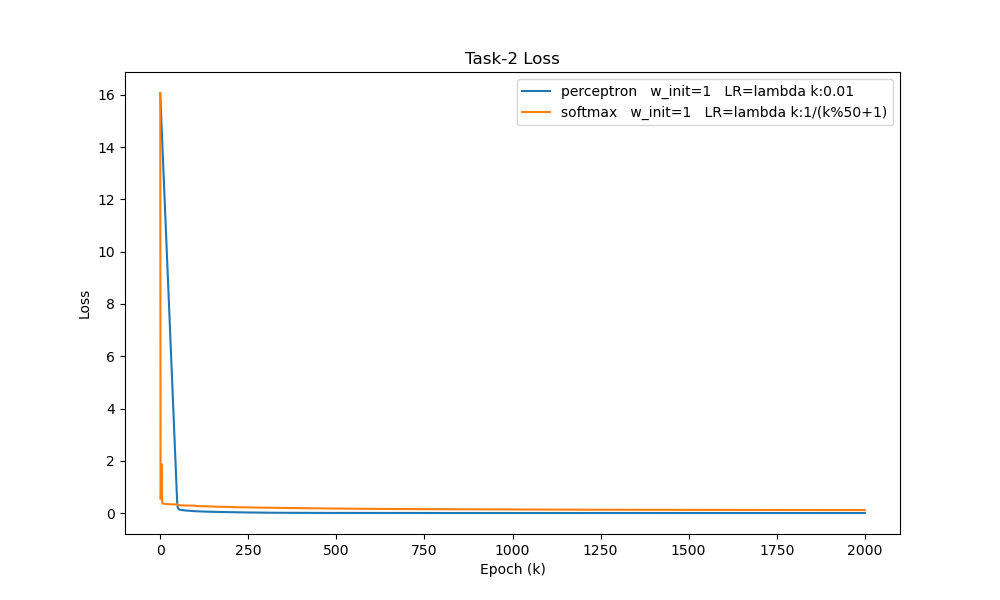 Task-2 Loss
perceptron   w_init=1   LR=lambda k:0.01
softmax   w_init=1   LR=lambda k:1/(k%50+1)
16
14
12
10
8
6
4
2
0
Loss
0 250 500 750 1000 1250 1500 1750 2000
Epoch (k)